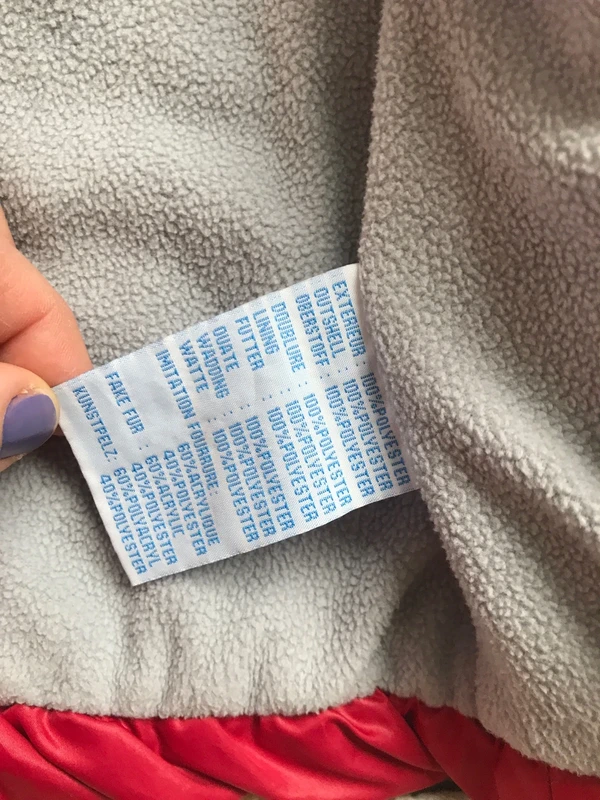 EXTERIEUR : 100%POLYESTER
OUTSHELL : 100%POLYESTER
OBERSTOFF : 100%POLYESTER
DOUBLURE : 100%POLYESTER
LINING : 100%POLYESTER
FUTTER : 100%POLYESTER
OUATE : 100%POLYESTER
WADDING : 100%POLYESTER
WATTE : 100%POLYESTER
IMITATION FOURRURE: 60%ACRYLIQUE
40%POLYESTER
FAKE FUR : 60%ACRYLIC
40%POLYESTER
KUNSTPELZ: 60%POLYACRYL
40%POLYESTER